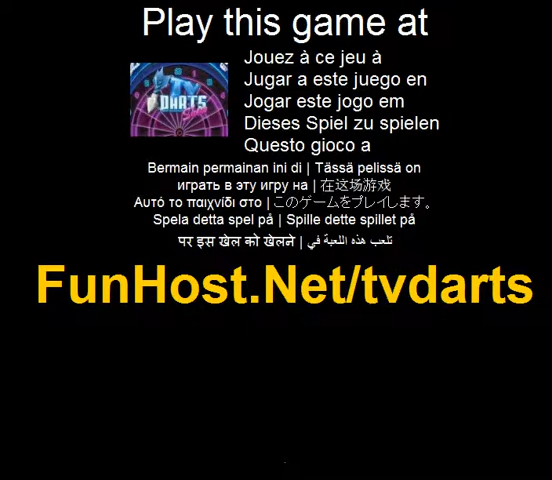 Play this game at
Jouez à ce jeu à
Jugar a este juego en
Jogar este jogo em
Dieses Spiel zu spielen
Questo gioco a
TV
DARTS
Show
Bermain permainan ini di | Tässä pelissä on
играть в эту игру на | 在这场游戏
Αυτό το παιχνίδι στο | このゲームをプレイします。
Spela detta spel på | Spille dette spillet på
पर इस खेल को खेलने | تلعب هذه اللعبة في
FunHost.Net/tvdarts